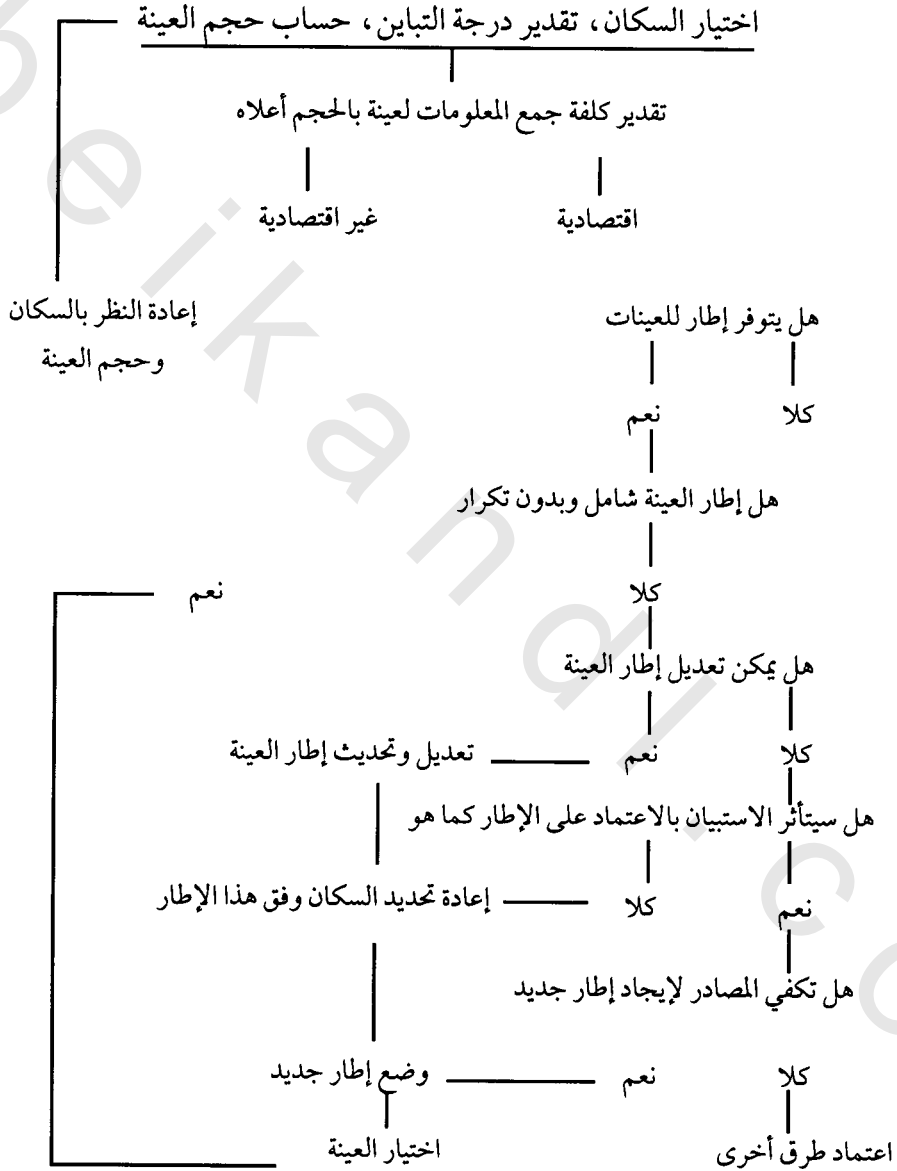 اختيار السكان، تقدير درجة التباين، حساب حجم العينة
تقدير كلفة جمع المعلومات لعينة بالحجم أعلاه
اقتصادية
غير اقتصادية
هل يتوفر إطار للعينات
إعادة النظر بالسكان
وحجم العينة
كلا
نعم
هل إطار العينة شامل وبدون تكرار
كلا
نعم
هل يمكن تعديل إطار العينة
كلا
نعم
تعديل وتحديث إطار العينة
هل سيتأثر الاستبيان بالاعتماد على الإطار كما هو
نعم
كلا
إعادة تحديد السكان وفق هذا الإطار
هل تكفي المصادر لإيجاد إطار جديد
كلا
نعم
وضع إطار جديد
اعتماد طرق أخرى
اختيار العينة